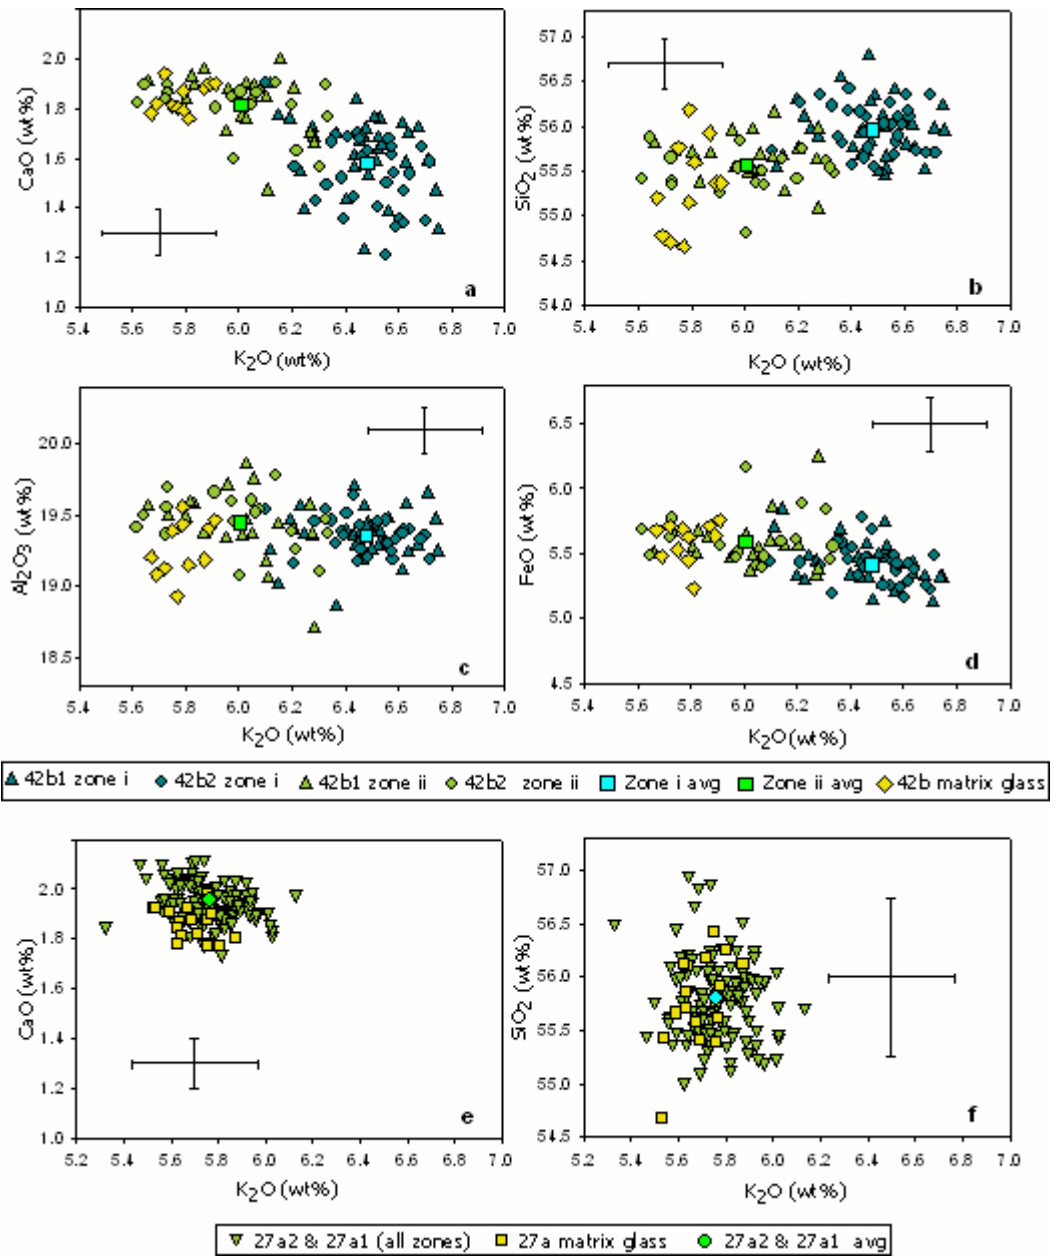 CaO (wt%)
2.0
1.8
1.6
1.4
1.2
1.0
5.4 5.6 5.8 6.0 6.2 6.4 6.6 6.8 7.0
K2O (wt%)
a
SiO2 (wt%)
57.0
56.5
56.0
55.5
55.0
54.5
54.0
5.4 5.6 5.8 6.0 6.2 6.4 6.6 6.8 7.0
K2O (wt%)
b
Al2O3 (wt%)
20.0
19.5
19.0
18.5
5.4 5.6 5.8 6.0 6.2 6.4 6.6 6.8 7.0
K2O (wt%)
c
FeO (wt%)
6.5
6.0
5.5
5.0
4.5
5.4 5.6 5.8 6.0 6.2 6.4 6.6 6.8 7.0
K2O (wt%)
d
42b1 zone i 42b2 zone i 42b1 zone ii 42b2 zone ii Zone i avg Zone ii avg 42b matrix glass
CaO (wt%)
2.0
1.8
1.6
1.4
1.2
1.0
5.2 5.4 5.6 5.8 6.0 6.2 6.4 6.6 6.8 7.0
K2O (wt%)
e
SiO2 (wt%)
57.0
56.5
56.0
55.5
55.0
54.5
5.2 5.4 5.6 5.8 6.0 6.2 6.4 6.6 6.8 7.0
K2O (wt%)
f
27a2 & 27a1 (all zones) 27a matrix glass 27a2 & 27a1 avg